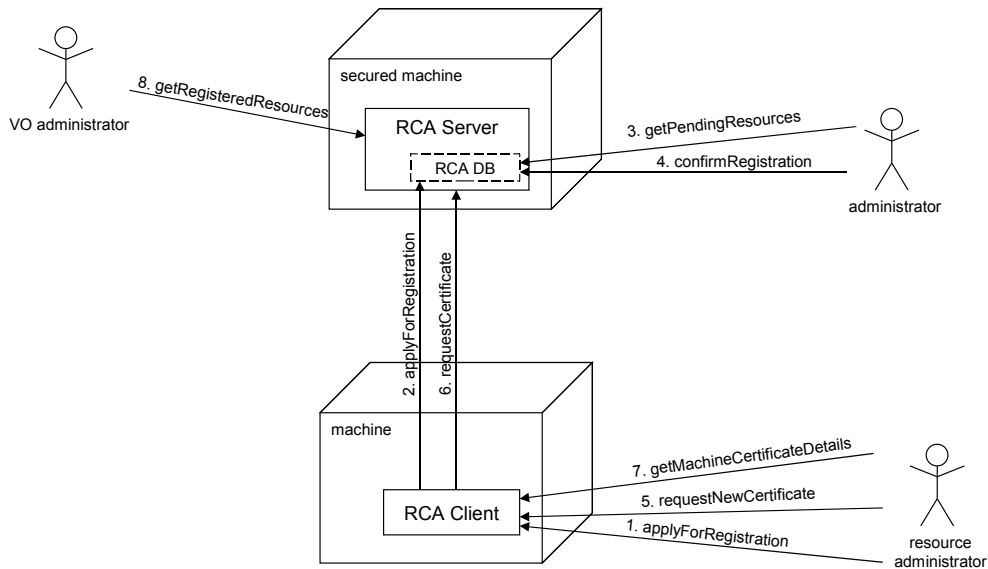 secured machine
8. getRegisteredResources
VO administrator
RCA Server
RCA DB
3. getPendingResources
4. confirmRegistration
administrator
2. applyForRegistration
6. requestCertificate
machine
RCA Client
7. getMachineCertificateDetails
5. requestNewCertificate
1. applyForRegistration
resource
administrator